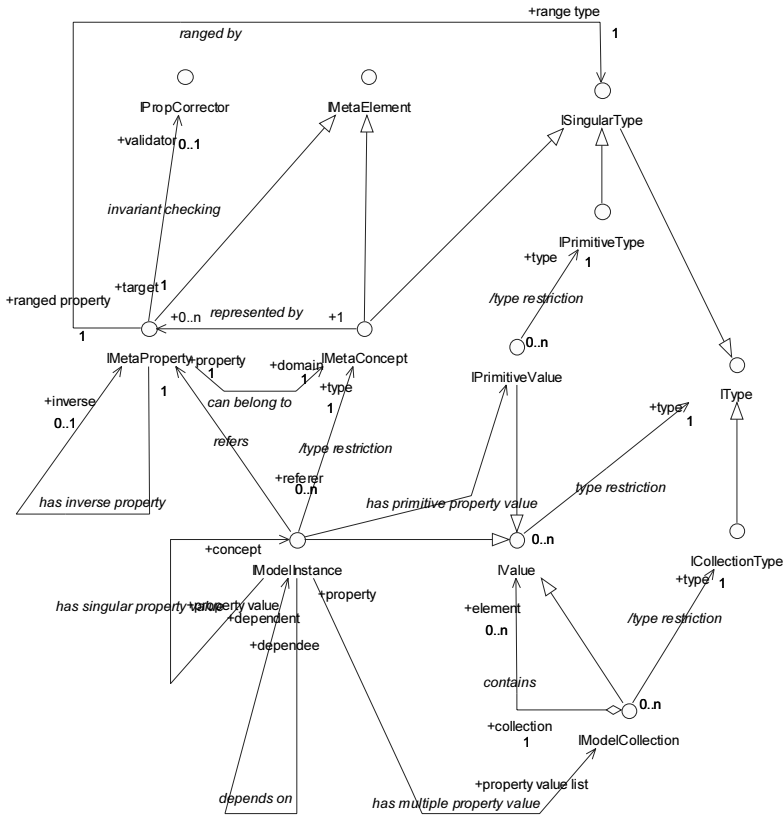 +range type
ranged by
1
IPropCorrector
IMetaElement
ISingularType
+validator
0..1
invariant checking
IPrimitiveType
+type
1
+target
1
/type restriction
+ranged property
+0..n
represented by
+1
1
0..n
IMetaProperty
+property
1
+domain
1
IMetaConcept
IPrimitiveValue
1
+type
1
IType
+inverse
0..1
can belong to
+type
1
refers
/type restriction
+referer
0..n
type restriction
has inverse property
has primitive property value
0..n
+concept
IModelInstance
IValue
ICollectionType
+type
1
has singular property value
+property value
+property
+dependent
+element
0..n
/type restriction
+dependee
contains
0..n
+collection
1
IModelCollection
+property value list
depends on
has multiple property value